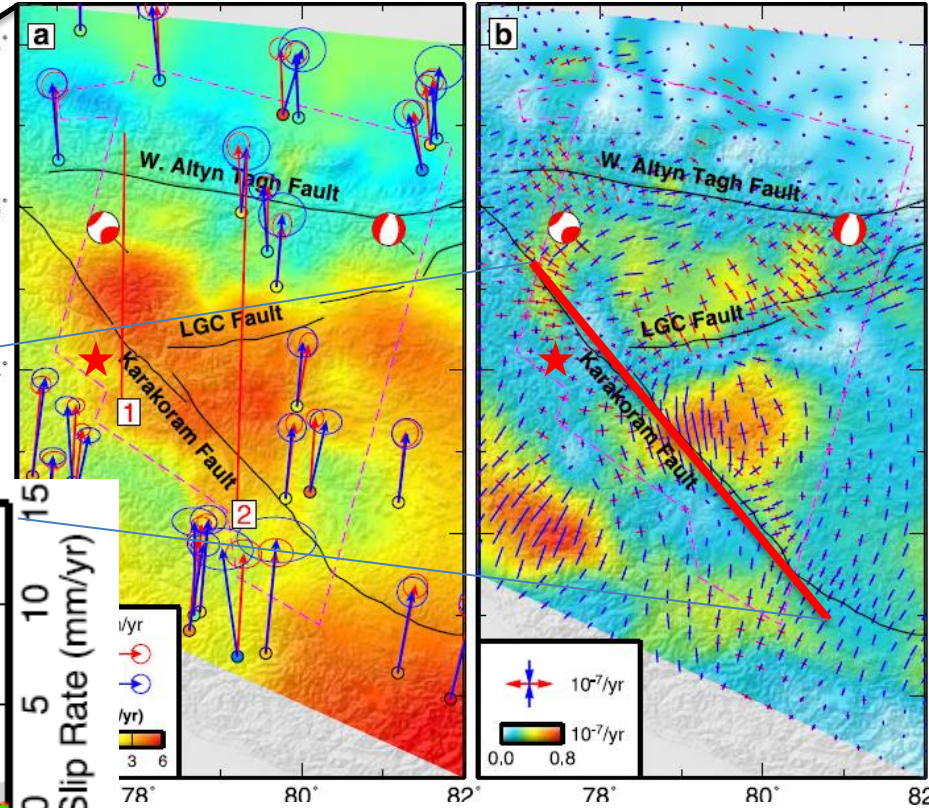 a
W. Altyn Tagh Fault
LGC Fault
Karakoram Fault
1
2
/yr
/yr)
3 6
78°
80°
82
15
10
5
0
Slip Rate (mm/yr)
b
W. Altyn Tagh Fault
LGC Fault
Karakoram Fault
10⁻⁷/yr
10⁻⁷/yr
0.0 0.8
78
80
82